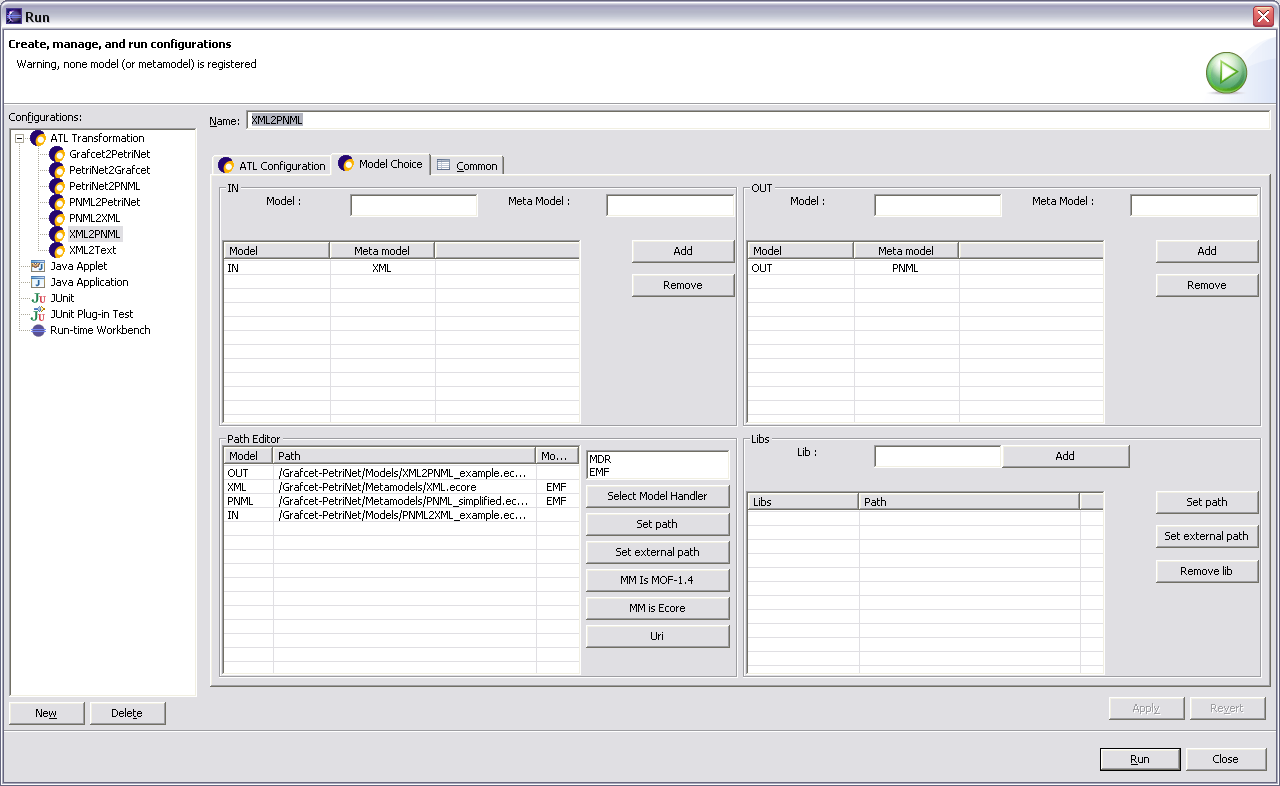 Run
Create, manage, and run configurations
Warning, none model (or metamodel) is registered
Configurations:
ATL Transformation
Grafcet2PetriNet
PetriNet2Grafcet
PetriNet2PNML
PNML2PetriNet
PNML2XML
XML2PNML
XML2Text
Java Applet
Java Application
JUnit
JUnit Plug-in Test
Run-time Workbench
New Delete
Name: XML2PNML
ATL Configuration Model Choice Common
IN
Model : Meta Model :
Model Meta model
IN XML
Add
Remove
OUT
Model : Meta Model :
Model Meta model
OUT PNML
Add
Remove
Path Editor
Model Path Mo...
OUT /Grafcet-PetriNet/Models/XML2PNML_example.ec...
XML /Grafcet-PetriNet/Metamodels/XML.ecore EMF
PNML /Grafcet-PetriNet/Metamodels/PNML_simplified.ec... EMF
IN /Grafcet-PetriNet/Models/PNML2XML_example.ec...
MDR
EMF
Select Model Handler
Set path
Set external path
MM Is MOF-1.4
MM is Ecore
Uri
Libs
Lib : Add
Libs Path
Set path
Set external path
Remove lib
Apply Revert
Run Close